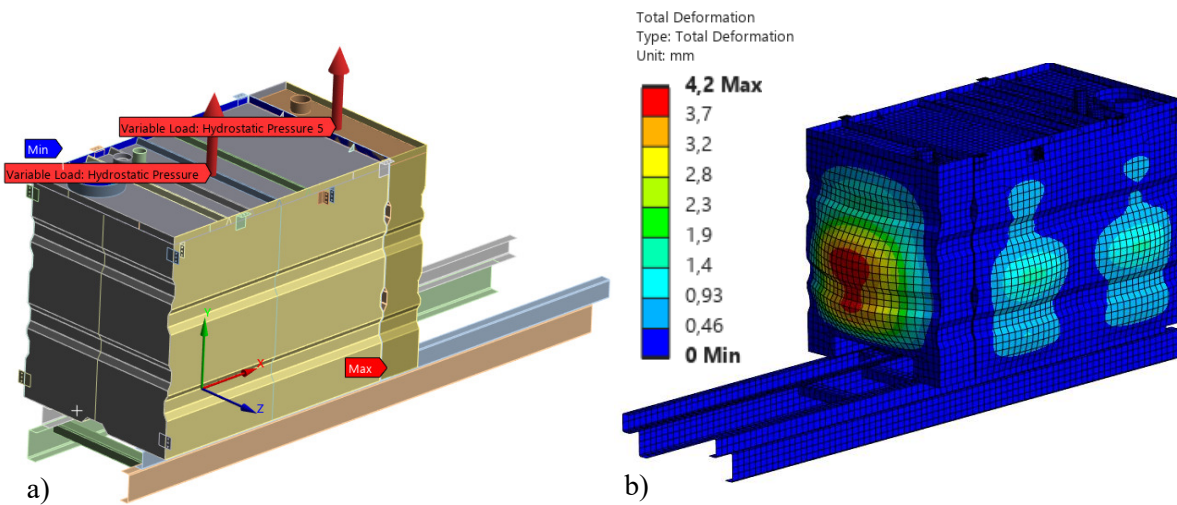 Variable Load: Hydrostatic Pressure 5
Min
Variable Load: Hydrostatic Pressure
Y
X
Z
Max
a)
Total Deformation
Type: Total Deformation
Unit: mm
4,2 Max
3,7
3,2
2,8
2,3
1,9
1,4
0,93
0,46
0 Min
b)